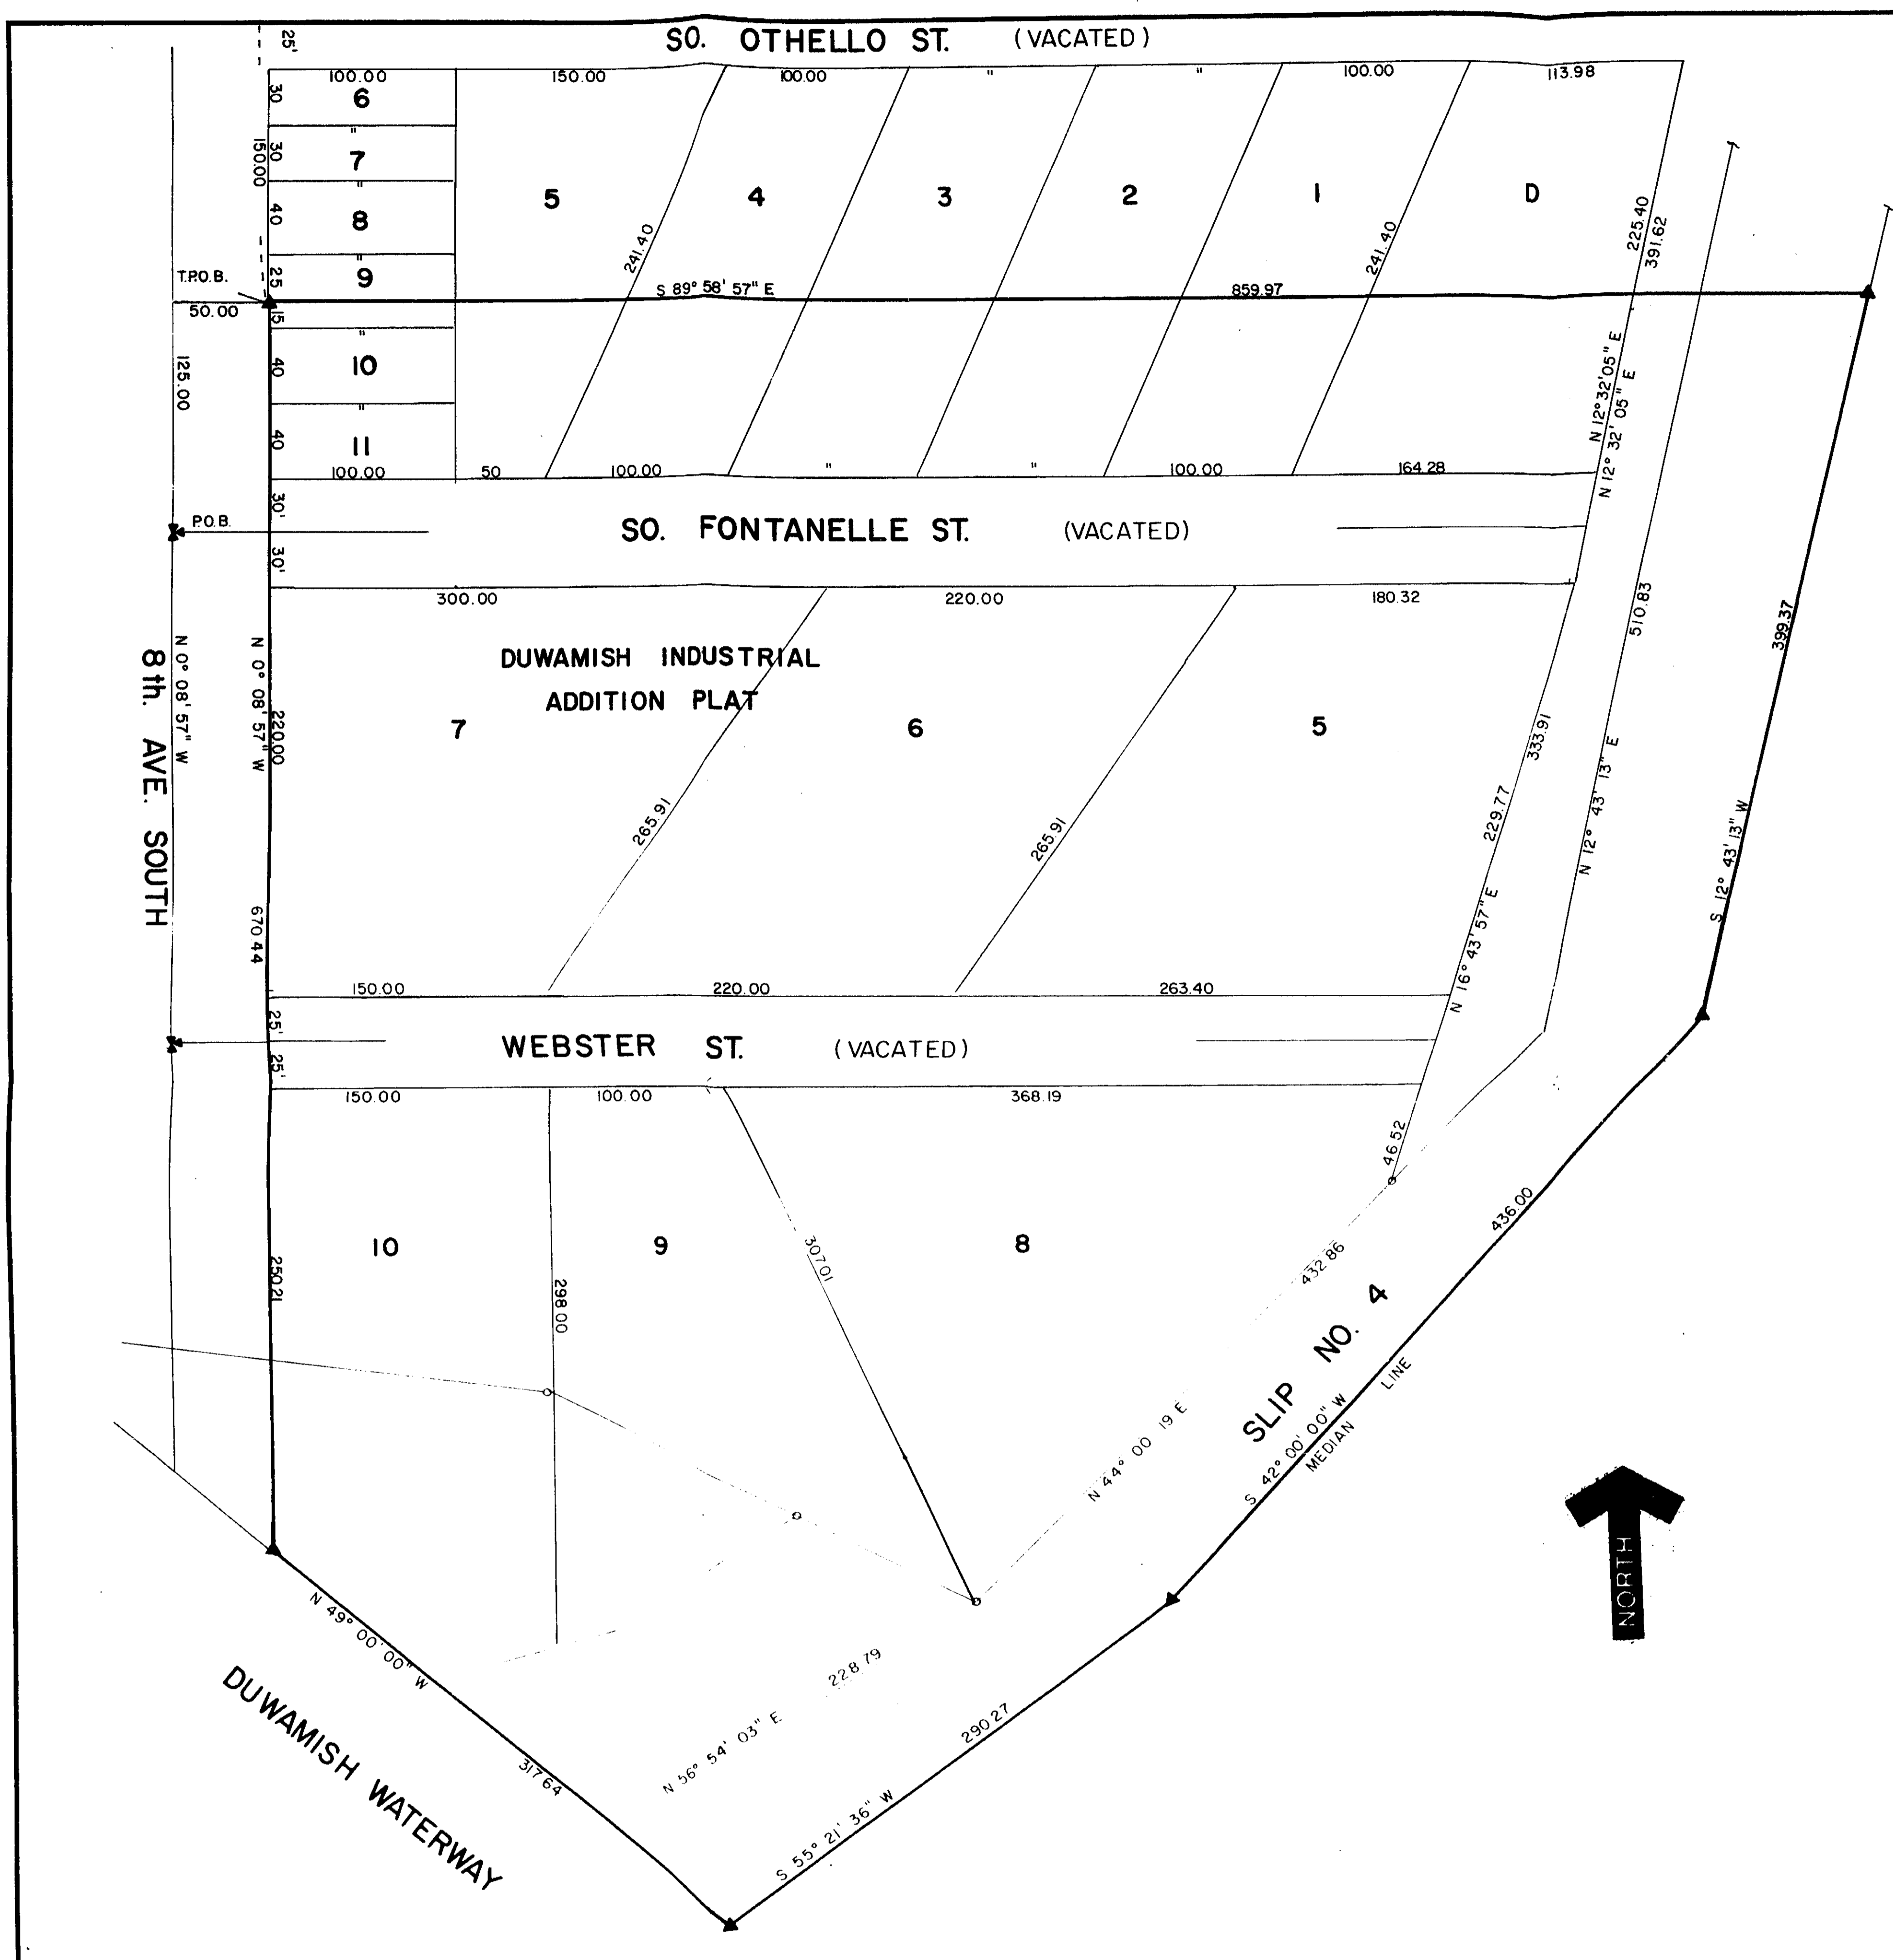 SO. OTHELLO ST. (VACATED)
25'
100.00 150.00 100.00 " " 100.00 113.98
30 6
"
30 7
150.00
"
40 8
"
25 9
5 4 3 2 1 D
241.40
241.40
225.40
391.62
T.P.O.B.
50.00
S 89° 58' 57" E
859.97
15
"
40 10
"
40 11
125.00
N 12° 32' 05" E
N 12° 32' 05" E
100.00 50 100.00 " " 100.00 164.28
30'
P.O.B.
SO. FONTANELLE ST. (VACATED)
30'
300.00 220.00 180.32
510.83
399.37
DUWAMISH INDUSTRIAL
ADDITION PLAT
7 6 5
8th. AVE. SOUTH
N 0° 08' 57" W
N 0° 08' 57" W
220.00
670.44
265.91
265.91
333.91
229.77
N 16° 43' 57" E
N 12° 43' 13" E
S 12° 43' 13" W
150.00 220.00 263.40
25'
WEBSTER ST. (VACATED)
25'
150.00 100.00 368.19
46.52
10 9 8
250.21
298.00
307.01
432.86
436.00
SLIP NO. 4
N 44° 00 19 E
S 42° 00' 00" W
MEDIAN LINE
NORTH
N 49° 00' 00" W
317.64
228.79
N 56° 54' 03" E
290.27
S 55° 21' 36" W
DUWAMISH WATERWAY